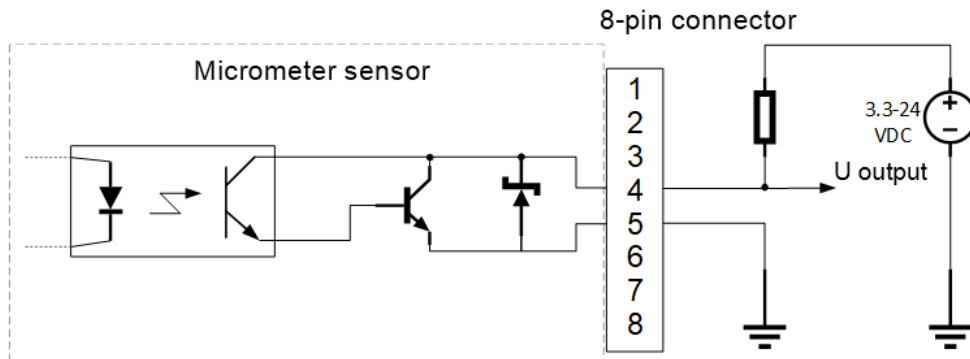 8-pin connector
Micrometer sensor
1
2
3
4
5
6
7
8
+
3.3-24
VDC
−
U output